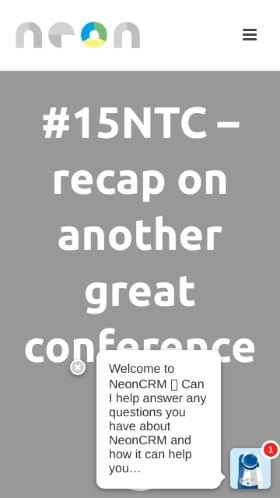 neon
#15NTC –
recap on
another
great
conference
Welcome to
NeonCRM ▯ Can
I help answer any
questions you
have about
NeonCRM and
how it can help
you…
1